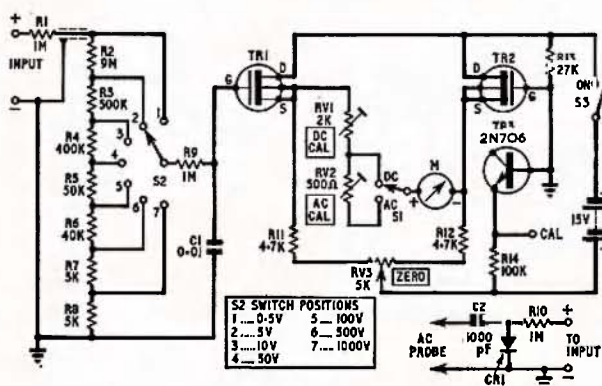 + R1 1M
INPUT
−
R2 9M
R3 500K
R4 400K
R5 50K
R6 40K
R7 5K
R8 5K
1
2
3
4
5
6
7
S2
R9 1M
C1
TR1
G
D
S
RV1 2K
DC CAL
RV2 500Ω
AC CAL
DC
AC S1
+ M −
R11 4·7K
R12 4·7K
RV3 5K
ZERO
TR2
D
S
G
R13 27K
ON
S3
TR3
2N706
CAL
R14 100K
15V
S2 SWITCH POSITIONS
1....0·5V 5...100V
2....5V 6...500V
3....10V 7...1000V
4....50V
AC PROBE
C2 1000 pF
R10 1M
CR1
+
TO INPUT
−